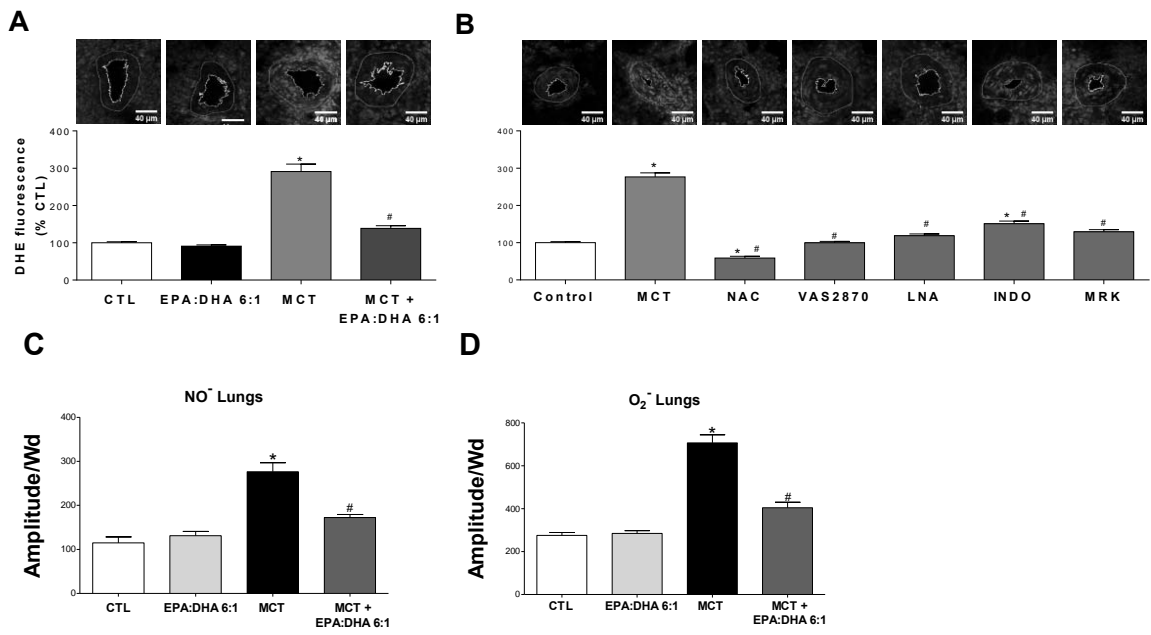 A
B
40 µm
40 µm
40 µm
40 µm 40 µm 40 µm 40 µm 40 µm 40 µm 40 µm
DHE fluorescence
(% CTL)
400
300
200
100
0
*
#
CTL EPA:DHA 6:1 MCT MCT +
EPA:DHA 6:1
400
300
200
100
0
*
* #
#
#
* #
#
Control MCT NAC VAS2870 LNA INDO MRK
C
NO⁻ Lungs
Amplitude/Wd
400
300
200
100
0
*
#
CTL EPA:DHA 6:1 MCT MCT +
EPA:DHA 6:1
D
O₂⁻ Lungs
Amplitude/Wd
800
600
400
200
0
*
#
CTL EPA:DHA 6:1 MCT MCT +
EPA:DHA 6:1